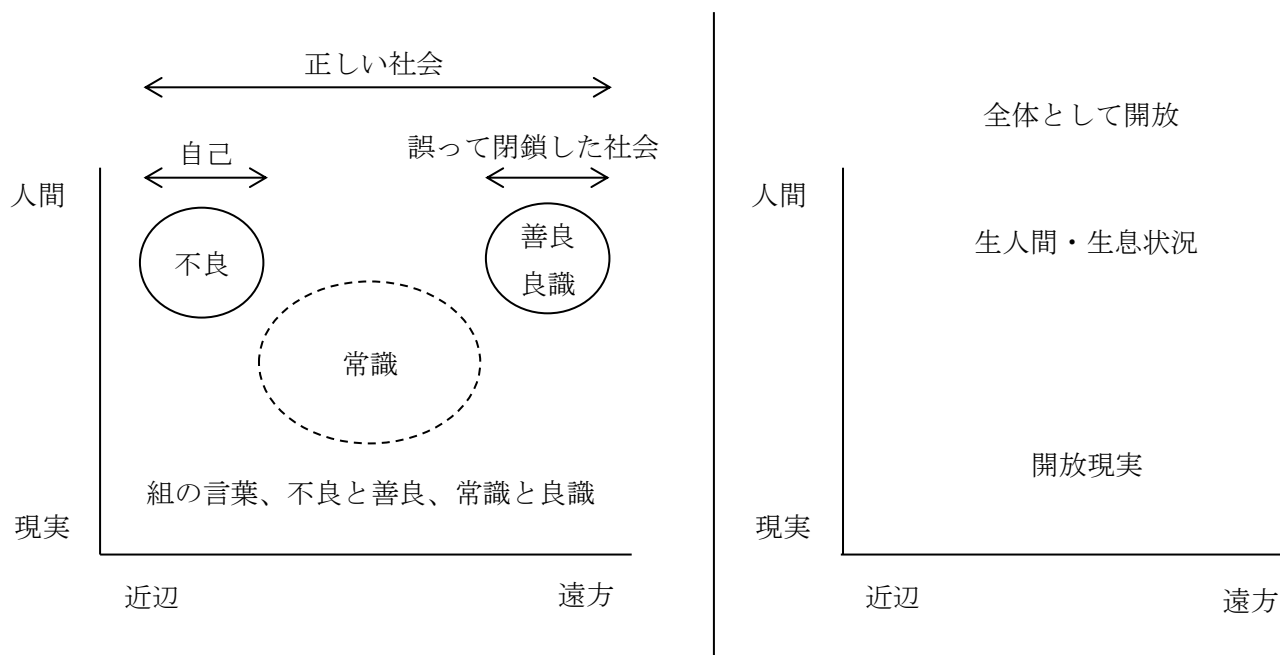 正しい社会
自己
誤って閉鎖した社会
人間
不良
善良
良識
常識
組の言葉、不良と善良、常識と良識
現実
近辺
遠方
全体として開放
人間
生人間・生息状況
開放現実
現実
近辺
遠方